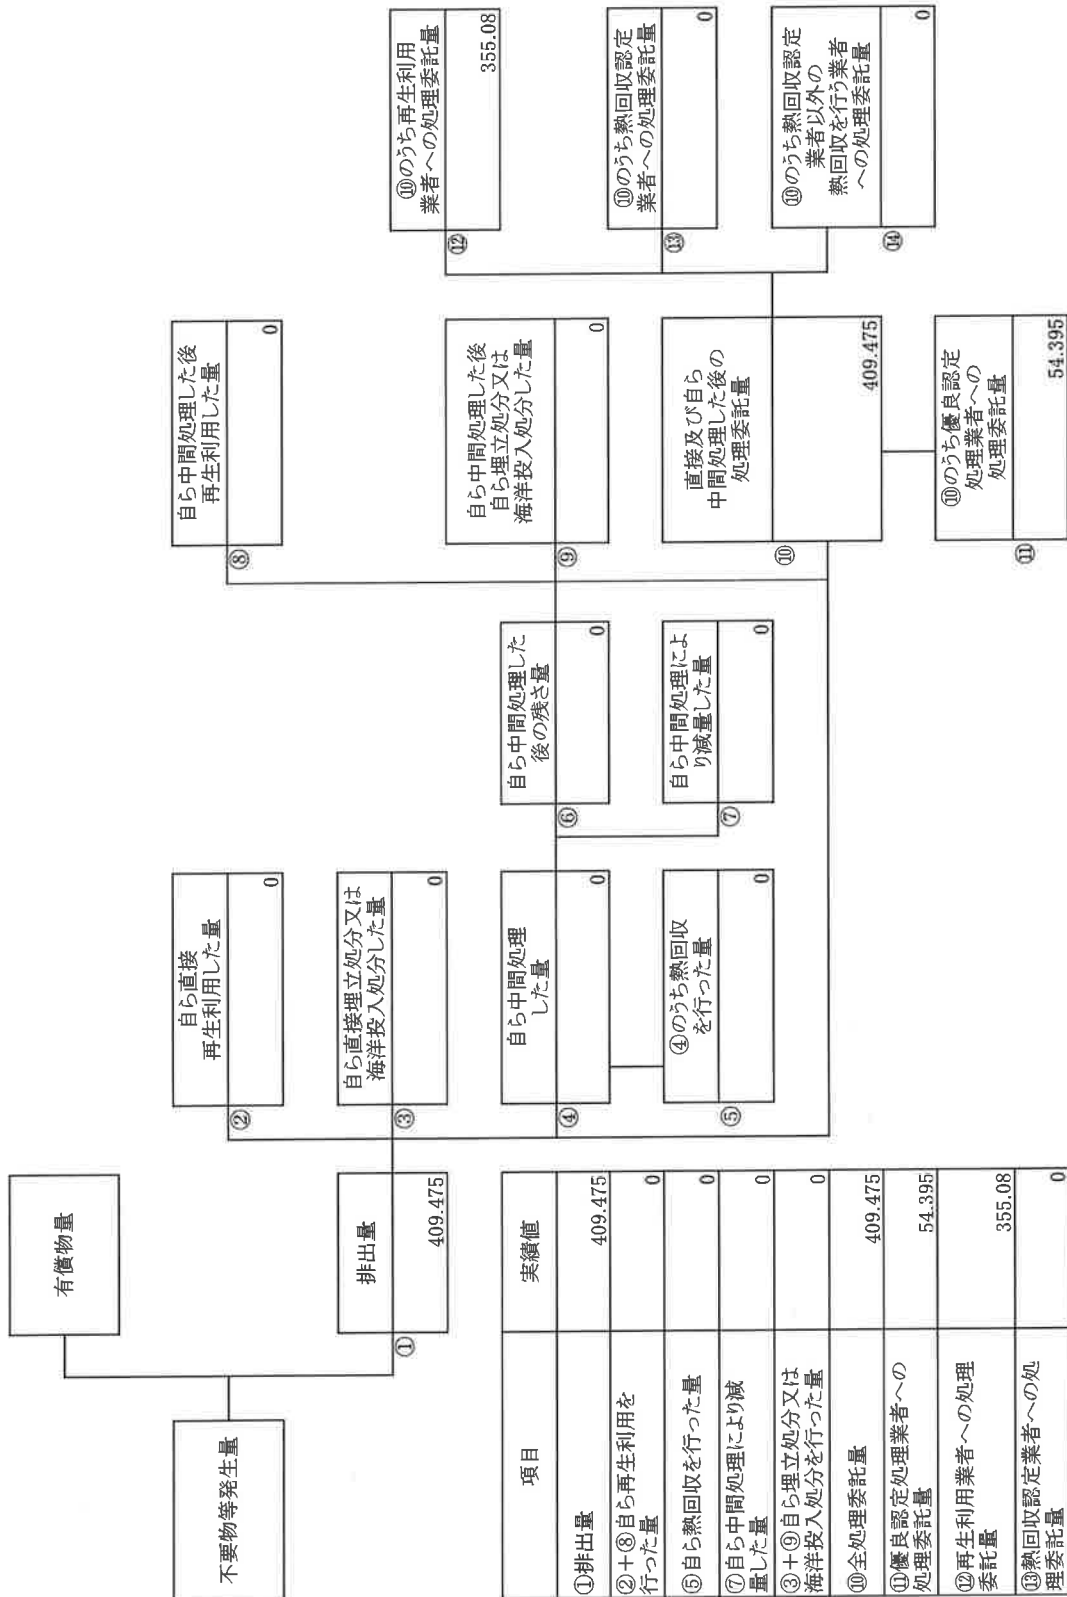 不要物等発生量
有償物量
①
排出量
409.475
②
自ら直接
再生利用した量
0
③
自ら直接埋立処分又は
海洋投入処分した量
0
④
自ら中間処理
した量
0
⑤
④のうち熱回収
を行った量
0
⑥
自ら中間処理した
後の残さ量
0
⑦
自ら中間処理によ
り減量した量
0
⑧
自ら中間処理した後
再生利用した量
0
⑨
自ら中間処理した後
自ら埋立処分又は
海洋投入処分した量
0
⑩
直接及び自ら
中間処理した後の
処理委託量
409.475
⑪
⑩のうち優良認定
処理業者への
処理委託量
54.395
⑫
⑩のうち再生利用
業者への処理委託量
355.08
⑬
⑩のうち熱回収認定
業者への処理委託量
0
⑭
⑩のうち熱回収認定
業者以外の
熱回収を行う業者
への処理委託量
0
項目 実績値
①排出量 409.475
②+⑧自ら再生利用を
行った量 0
⑤自ら熱回収を行った量 0
⑦自ら中間処理により減
量した量 0
③+⑨自ら埋立処分又は
海洋投入処分を行った量 0
⑩全処理委託量 409.475
⑪優良認定処理業者への
処理委託量 54.395
⑫再生利用業者への処理
委託量 355.08
⑬熱回収認定業者への処
理委託量 0